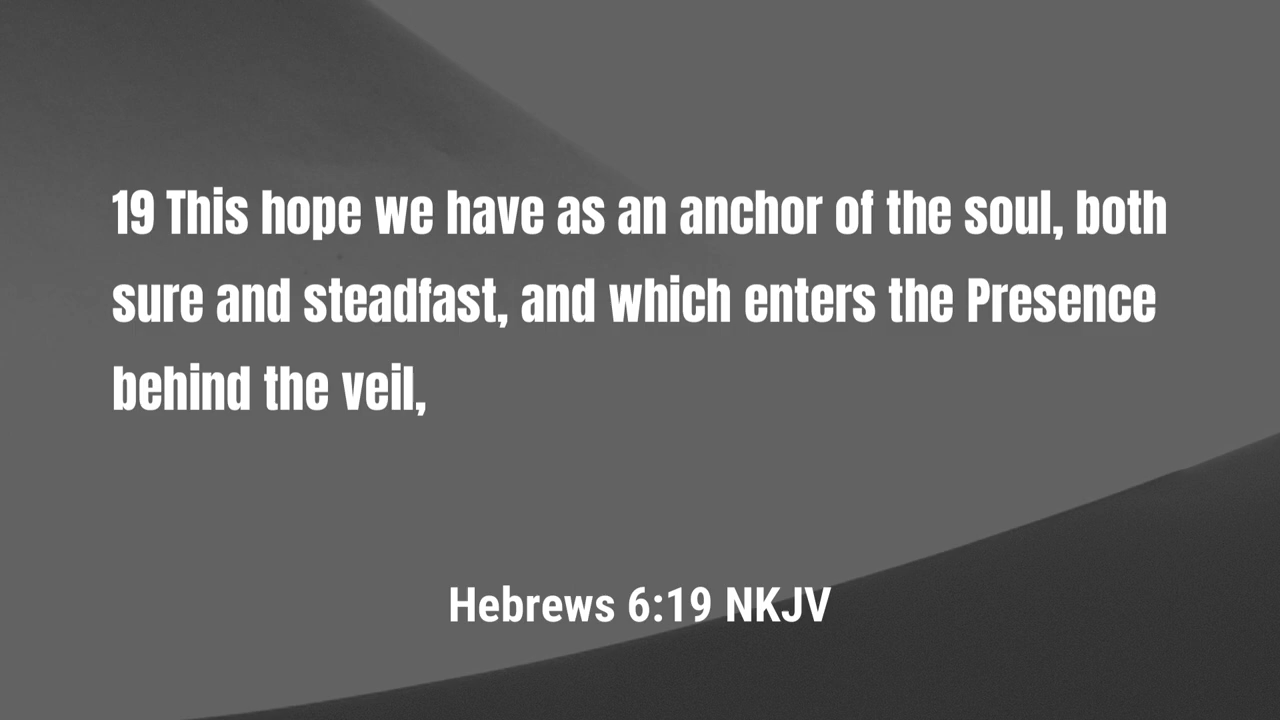 19 This hope we have as an anchor of the soul, both
sure and steadfast, and which enters the Presence
behind the veil,
Hebrews 6:19 NKJV